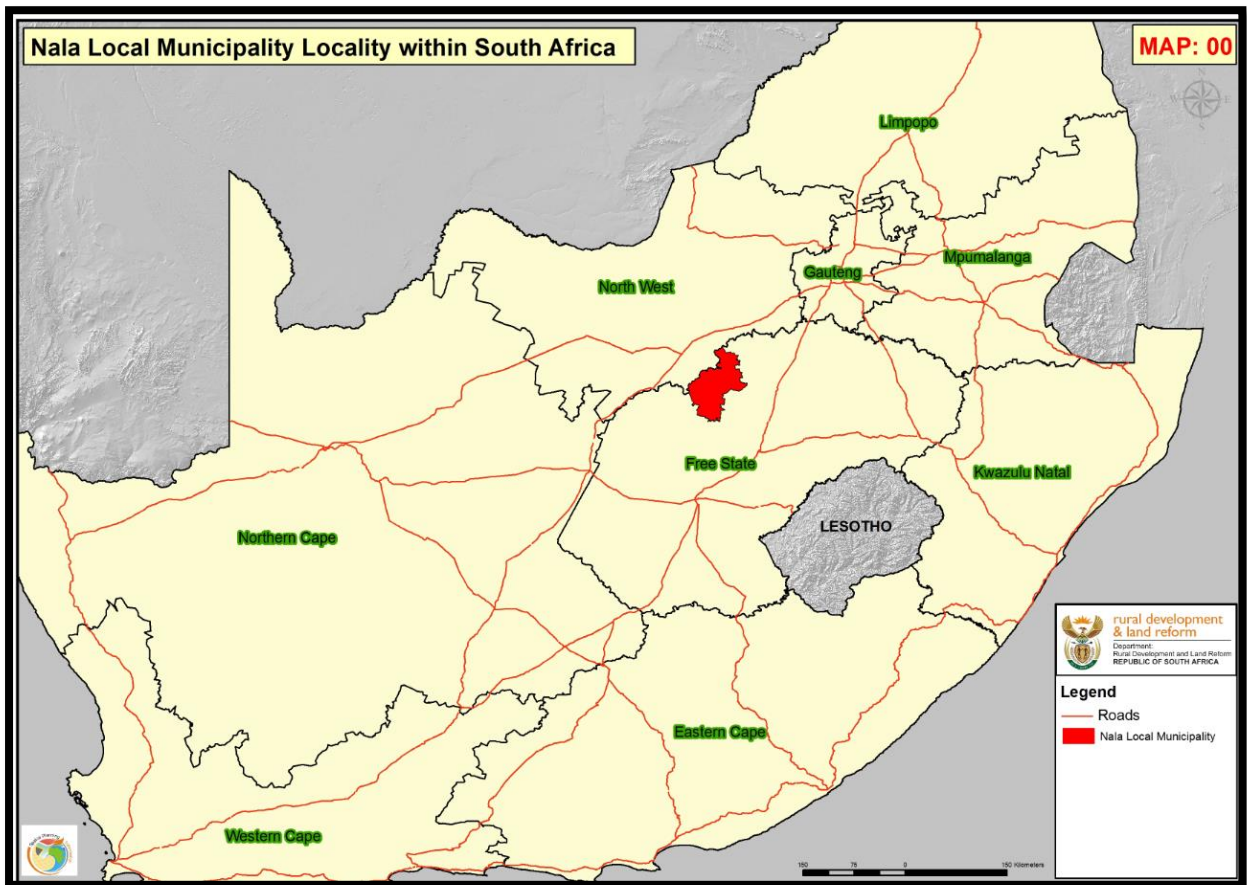 Nala Local Municipality Locality within South Africa
MAP: 00
Limpopo
Mpumalanga
Gauteng
North West
Free State
Kwazulu Natal
LESOTHO
Northern Cape
Eastern Cape
Western Cape
rural development
& land reform
Department:
Rural Development and Land Reform
REPUBLIC OF SOUTH AFRICA
Legend
Roads
Nala Local Municipality
150 75 0 150 Kilometers